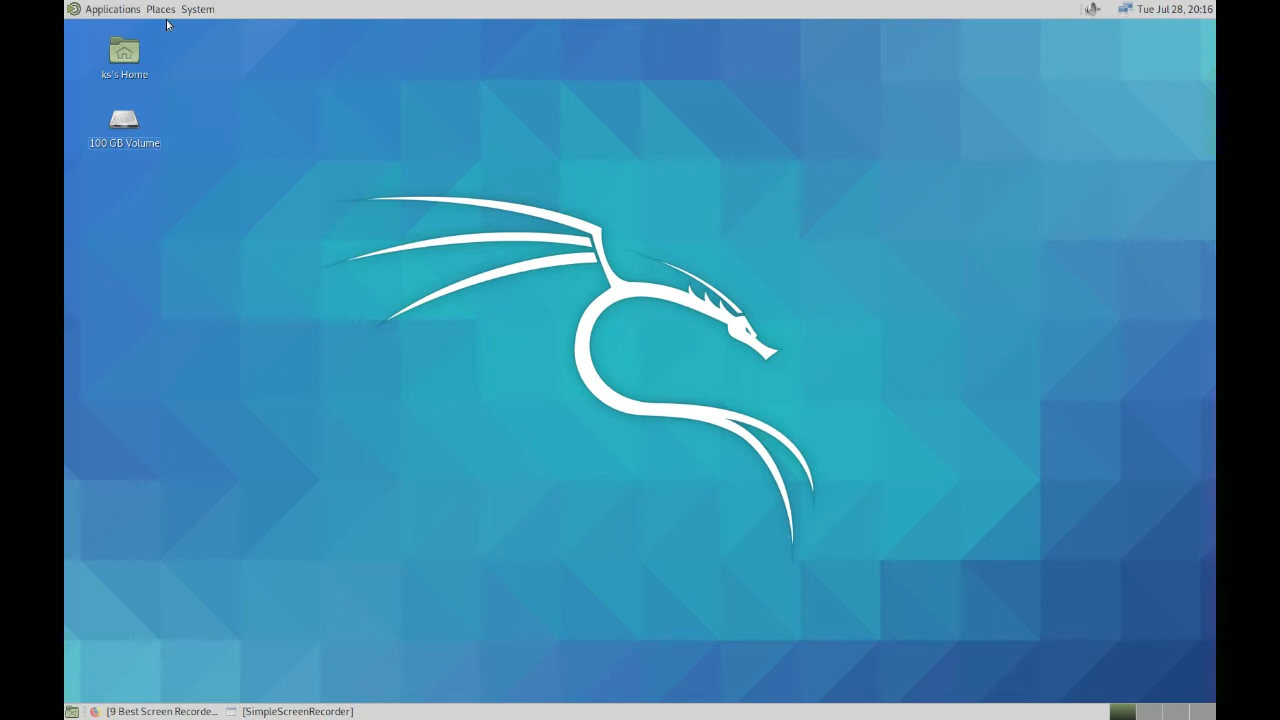 Applications Places System
Tue Jul 28, 20:16
ks's Home
100 GB Volume
[9 Best Screen Recorde...
[SimpleScreenRecorder]